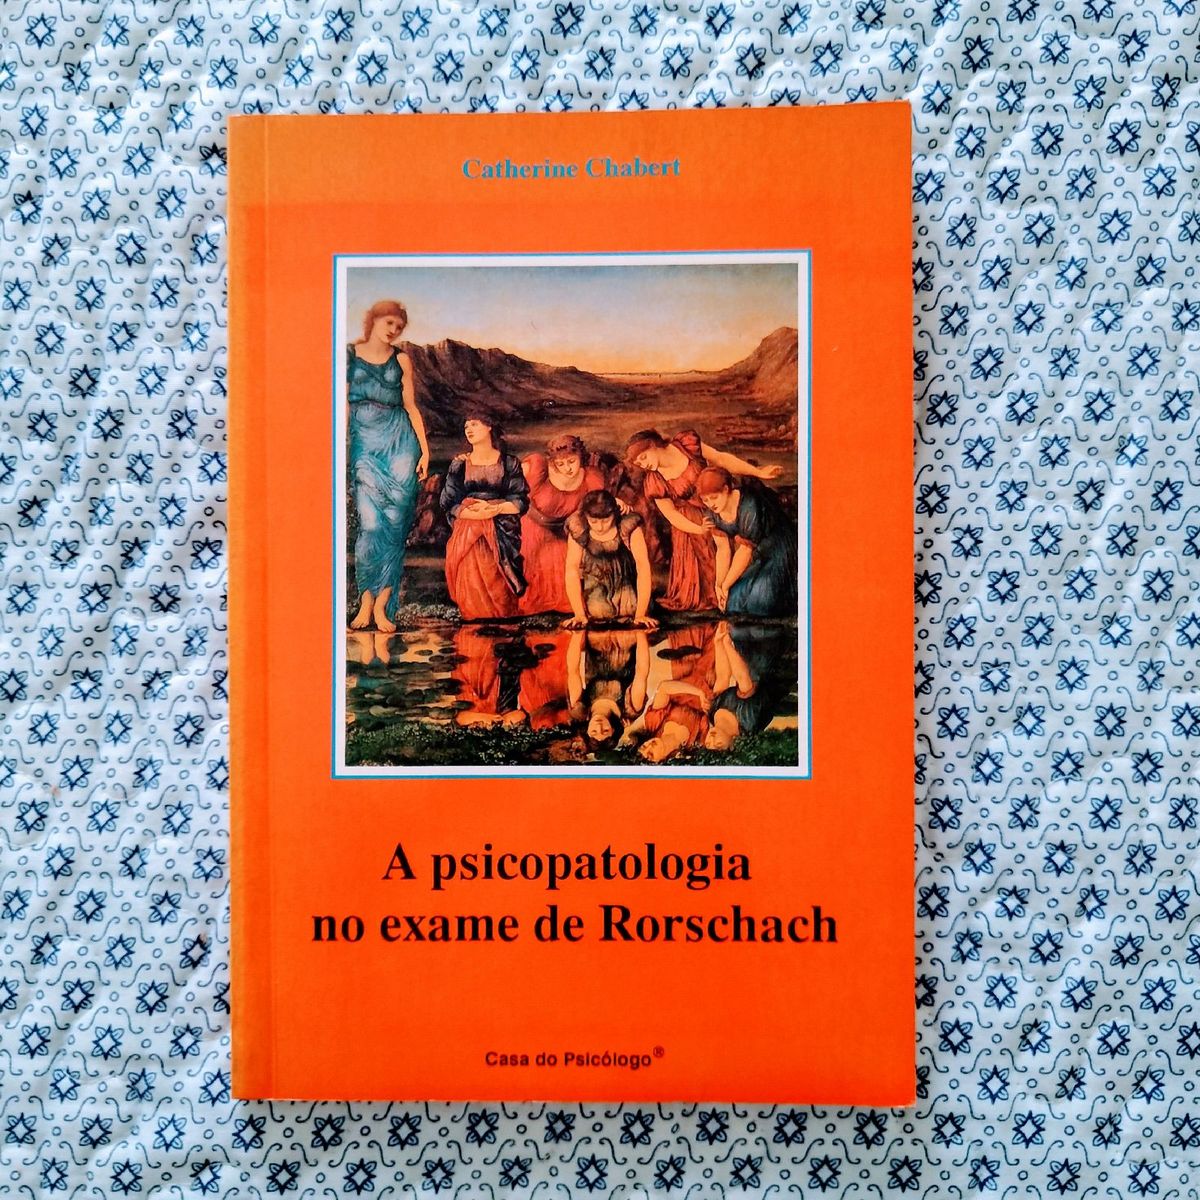 Catherine Chabert
A psicopatologia
no exame de Rorschach
Casa do Psicólogo®